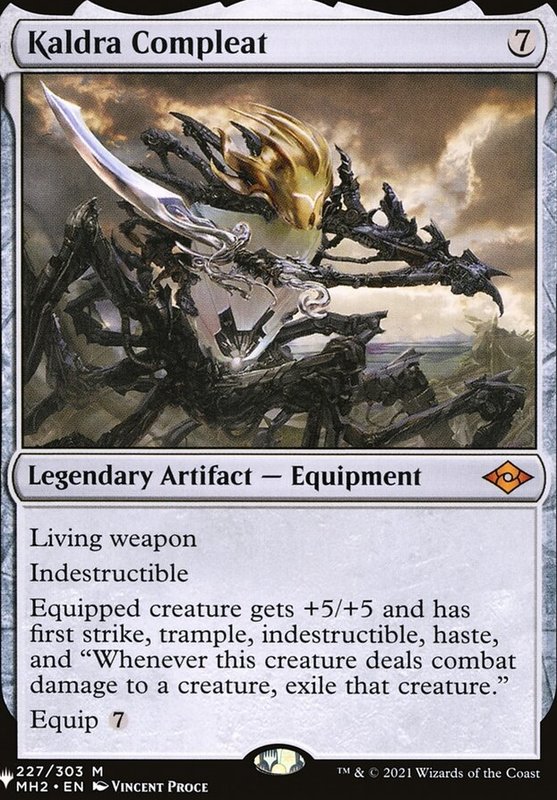 Kaldra Compleat 7
Legendary Artifact — Equipment
Living weapon
Indestructible
Equipped creature gets +5/+5 and has
first strike, trample, indestructible, haste,
and “Whenever this creature deals combat
damage to a creature, exile that creature.”
Equip 7
227/303 M
MH2 • EN Vincent Proce
™ & © 2021 Wizards of the Coast